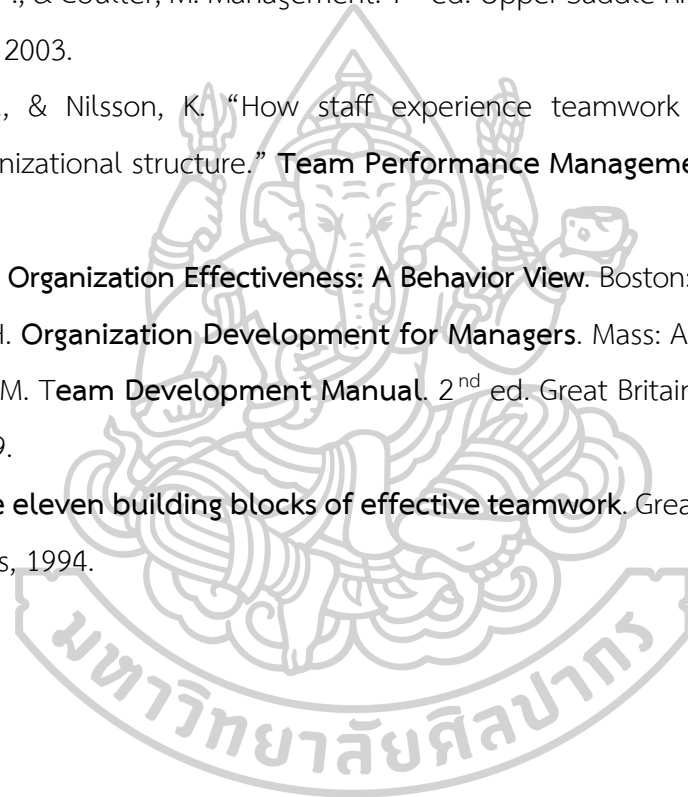 ., & Coulter, M. Management. 7th ed. Upper Saddle Ri
2003.
., & Nilsson, K. “How staff experience teamwork
nizational structure.” Team Performance Manageme
Organization Effectiveness: A Behavior View. Boston:
H. Organization Development for Managers. Mass: A
M. Team Development Manual. 2nd ed. Great Britain
9.
e eleven building blocks of effective teamwork. Grea
s, 1994.
มหาวิทยาลัยศิลปากร